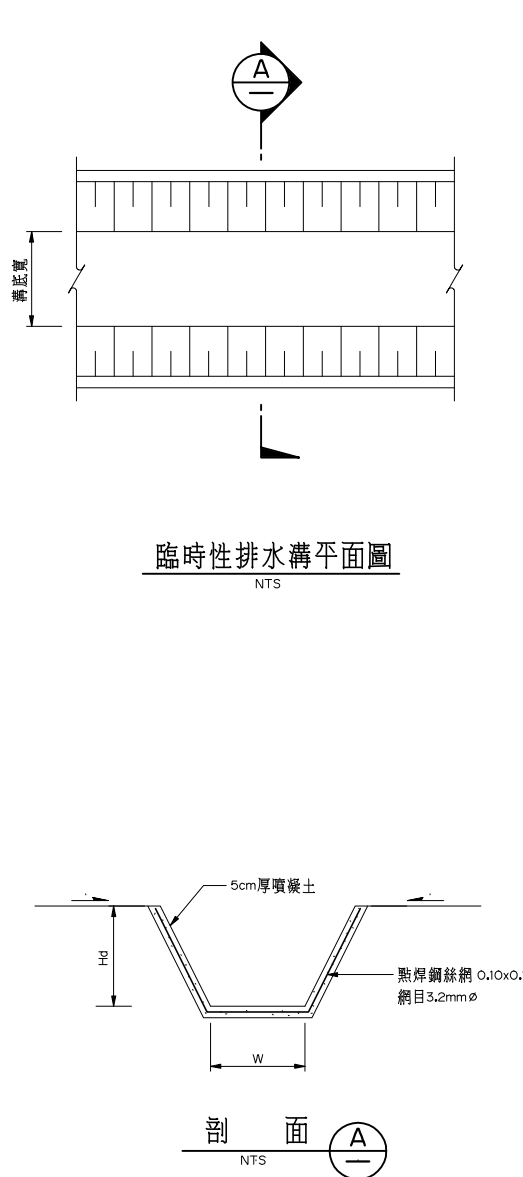 A
溝底寬
臨時性排水溝平面圖
NTS
5cm厚噴凝土
Hd
點焊鋼絲網 0.10x0.
網目3.2mmø
W
剖 面 A
NTS